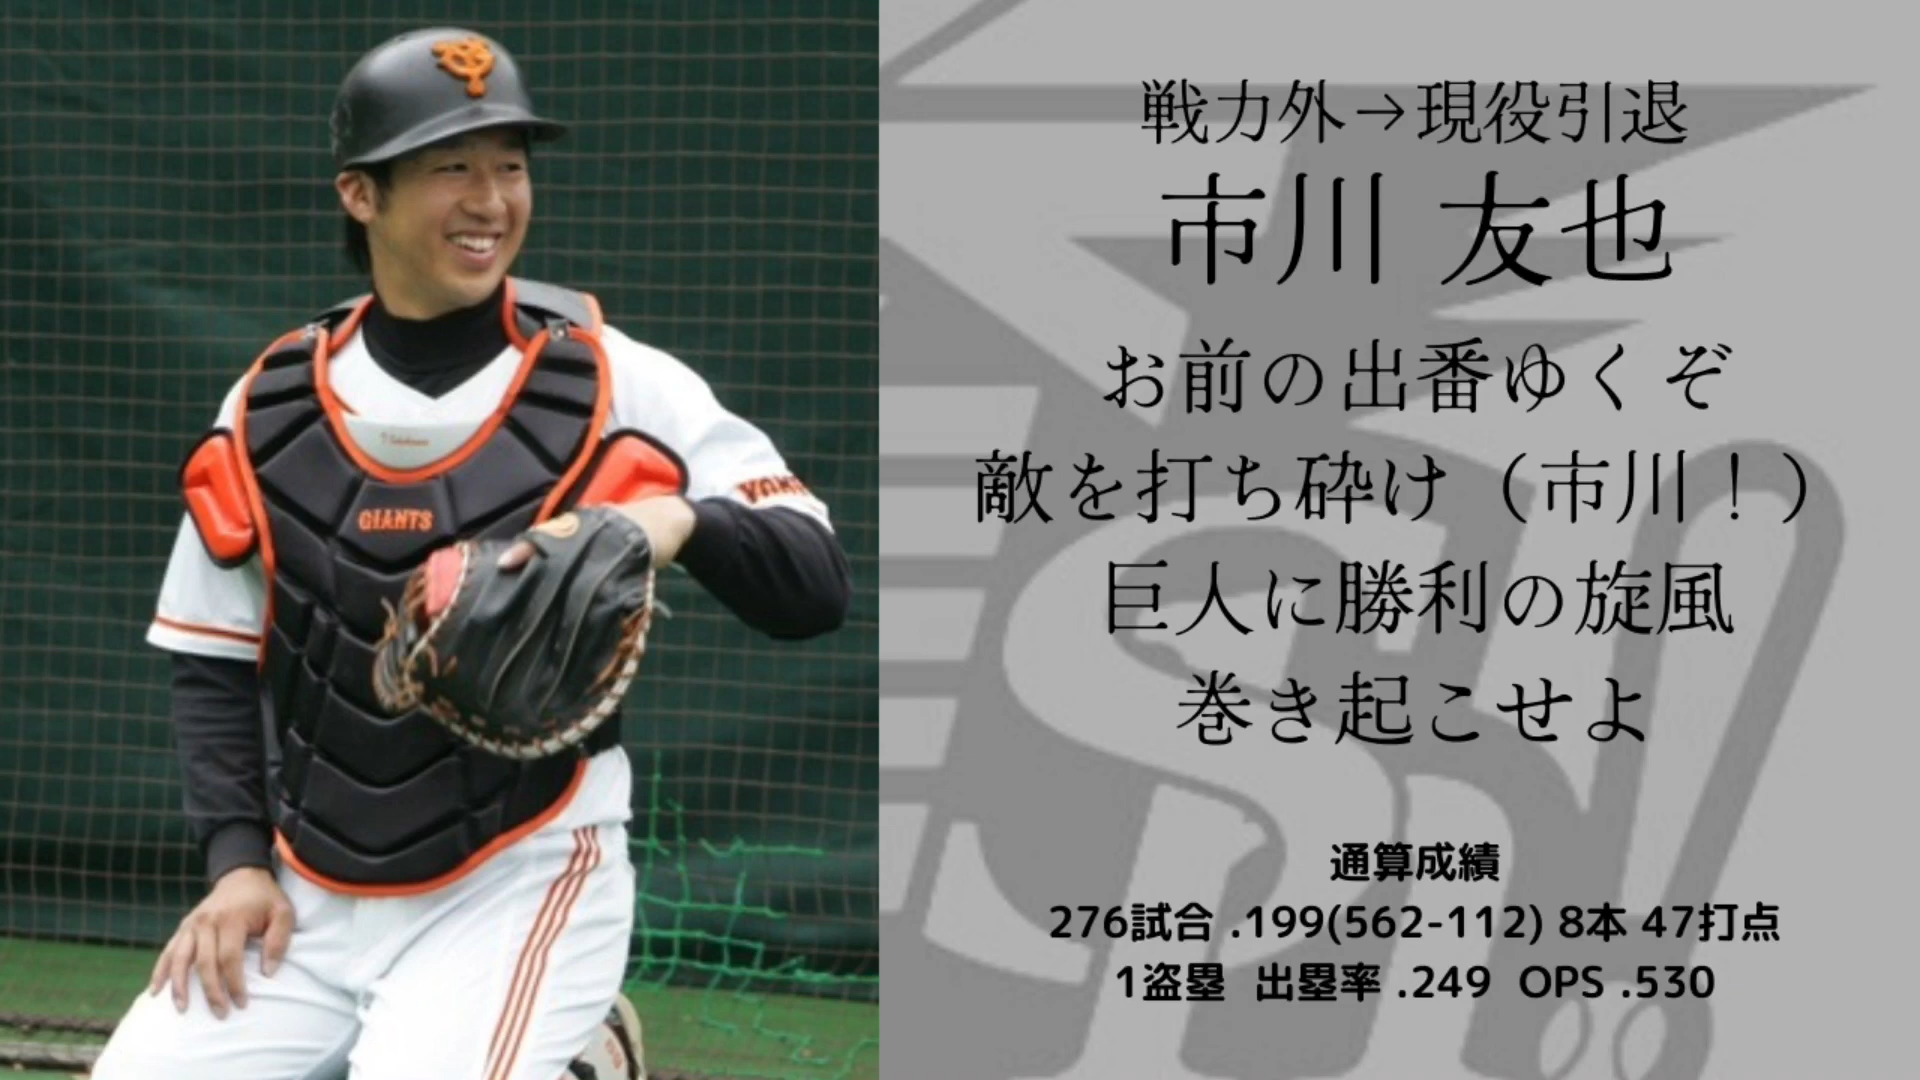 戦力外→現役引退
市川 友也
お前の出番ゆくぞ
敵を打ち砕け（市川！）
巨人に勝利の旋風
巻き起こせよ
通算成績
276試合 .199(562-112) 8本 47打点
1盗塁 出塁率 .249 OPS .530
GIANTS